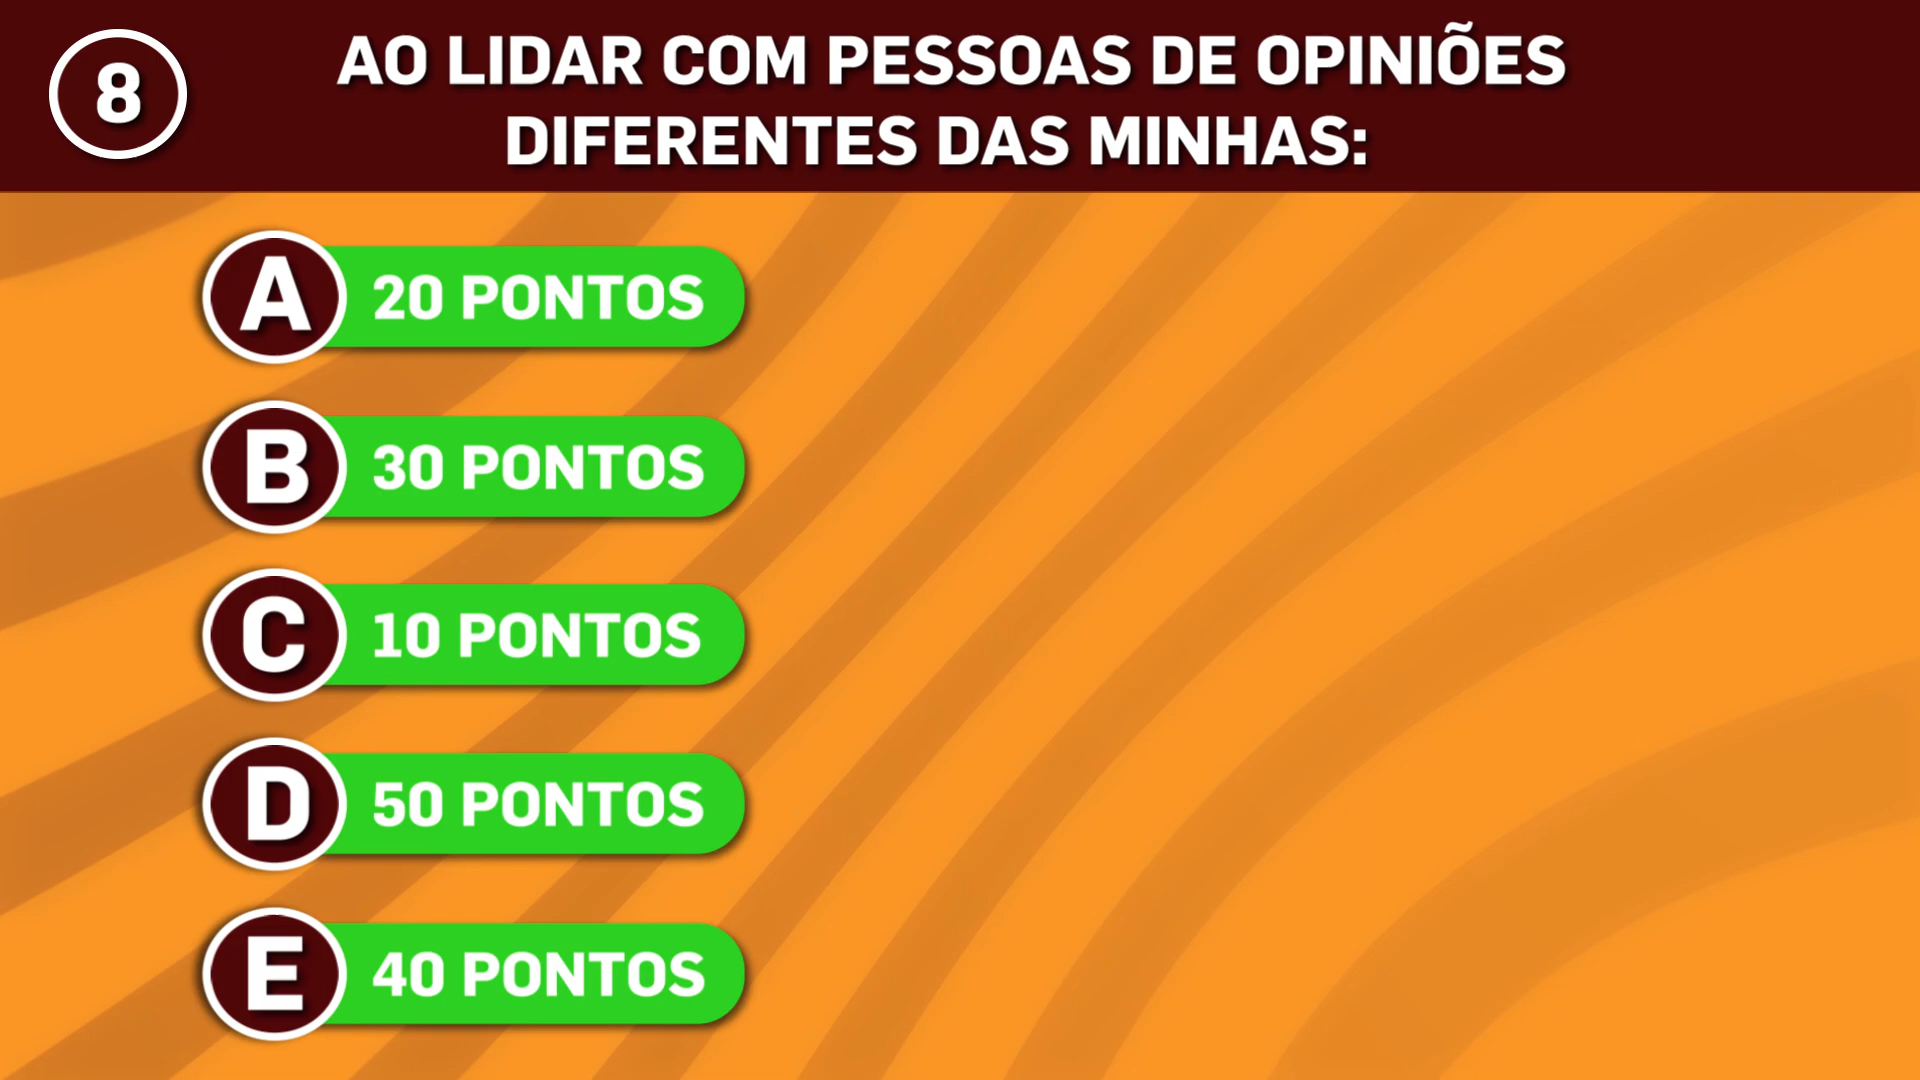 8
AO LIDAR COM PESSOAS DE OPINIÕES
DIFERENTES DAS MINHAS:
A 20 PONTOS
B 30 PONTOS
C 10 PONTOS
D 50 PONTOS
E 40 PONTOS